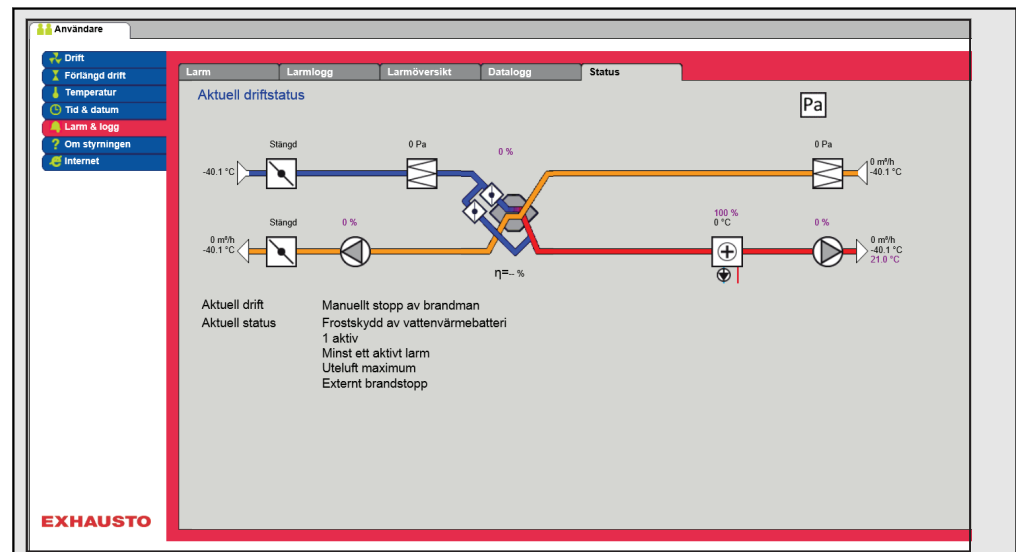 Användare
Drift
Förlängd drift
Temperatur
Tid & datum
Larm & logg
? Om styrningen
Internet
Larm Larmlogg Larmöversikt Datalogg Status
Aktuell driftstatus
Pa
Stängd 0 Pa 0 % 0 Pa
-40.1 °C
0 m³/h
-40.1 °C
Stängd 0 % 100 % 0 %
0 °C
0 m³/h
-40.1 °C
0 m³/h
-40.1 °C
21.0 °C
η=-- %
Aktuell drift Manuellt stopp av brandman
Aktuell status Frostskydd av vattenvärmebatteri
1 aktiv
Minst ett aktivt larm
Uteluft maximum
Externt brandstopp
EXHAUSTO